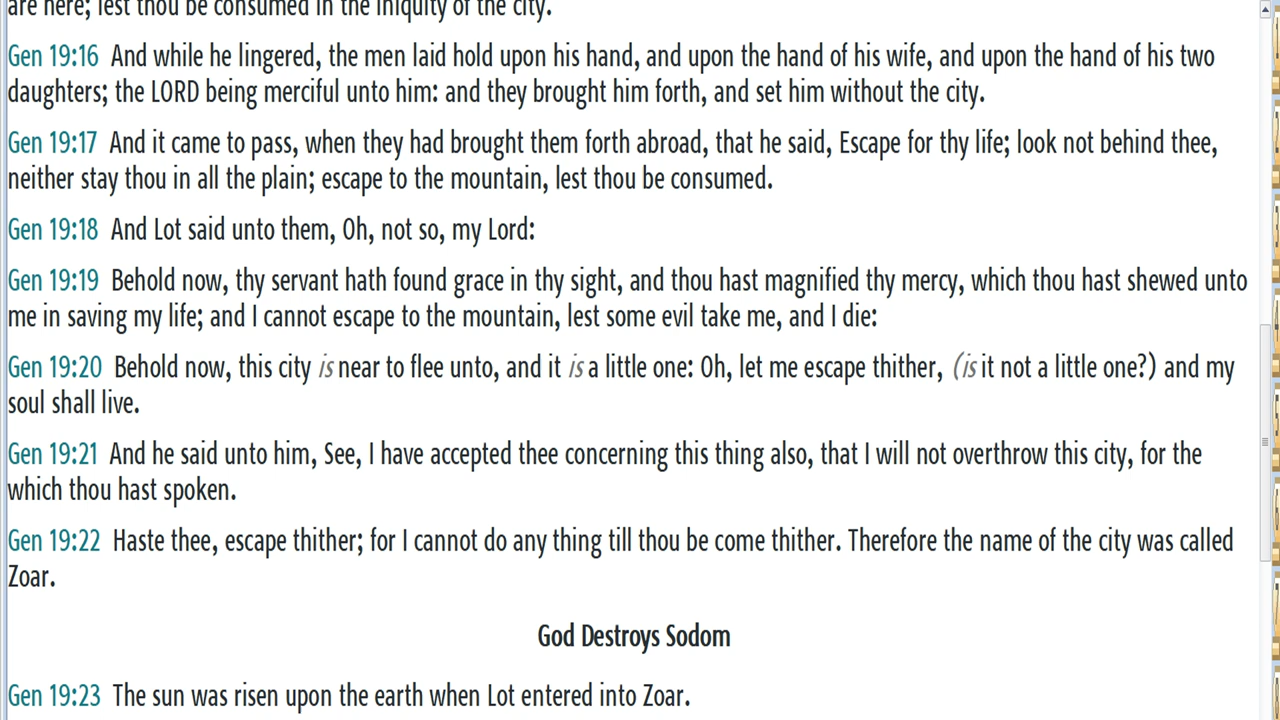 are here; lest thou be consumed in the iniquity of the city.
Gen 19:16 And while he lingered, the men laid hold upon his hand, and upon the hand of his wife, and upon the hand of his two
daughters; the LORD being merciful unto him: and they brought him forth, and set him without the city.
Gen 19:17 And it came to pass, when they had brought them forth abroad, that he said, Escape for thy life; look not behind thee,
neither stay thou in all the plain; escape to the mountain, lest thou be consumed.
Gen 19:18 And Lot said unto them, Oh, not so, my Lord:
Gen 19:19 Behold now, thy servant hath found grace in thy sight, and thou hast magnified thy mercy, which thou hast shewed unto
me in saving my life; and I cannot escape to the mountain, lest some evil take me, and I die:
Gen 19:20 Behold now, this city is near to flee unto, and it is a little one: Oh, let me escape thither, (is it not a little one?) and my
soul shall live.
Gen 19:21 And he said unto him, See, I have accepted thee concerning this thing also, that I will not overthrow this city, for the
which thou hast spoken.
Gen 19:22 Haste thee, escape thither; for I cannot do any thing till thou be come thither. Therefore the name of the city was called
Zoar.
God Destroys Sodom
Gen 19:23 The sun was risen upon the earth when Lot entered into Zoar.